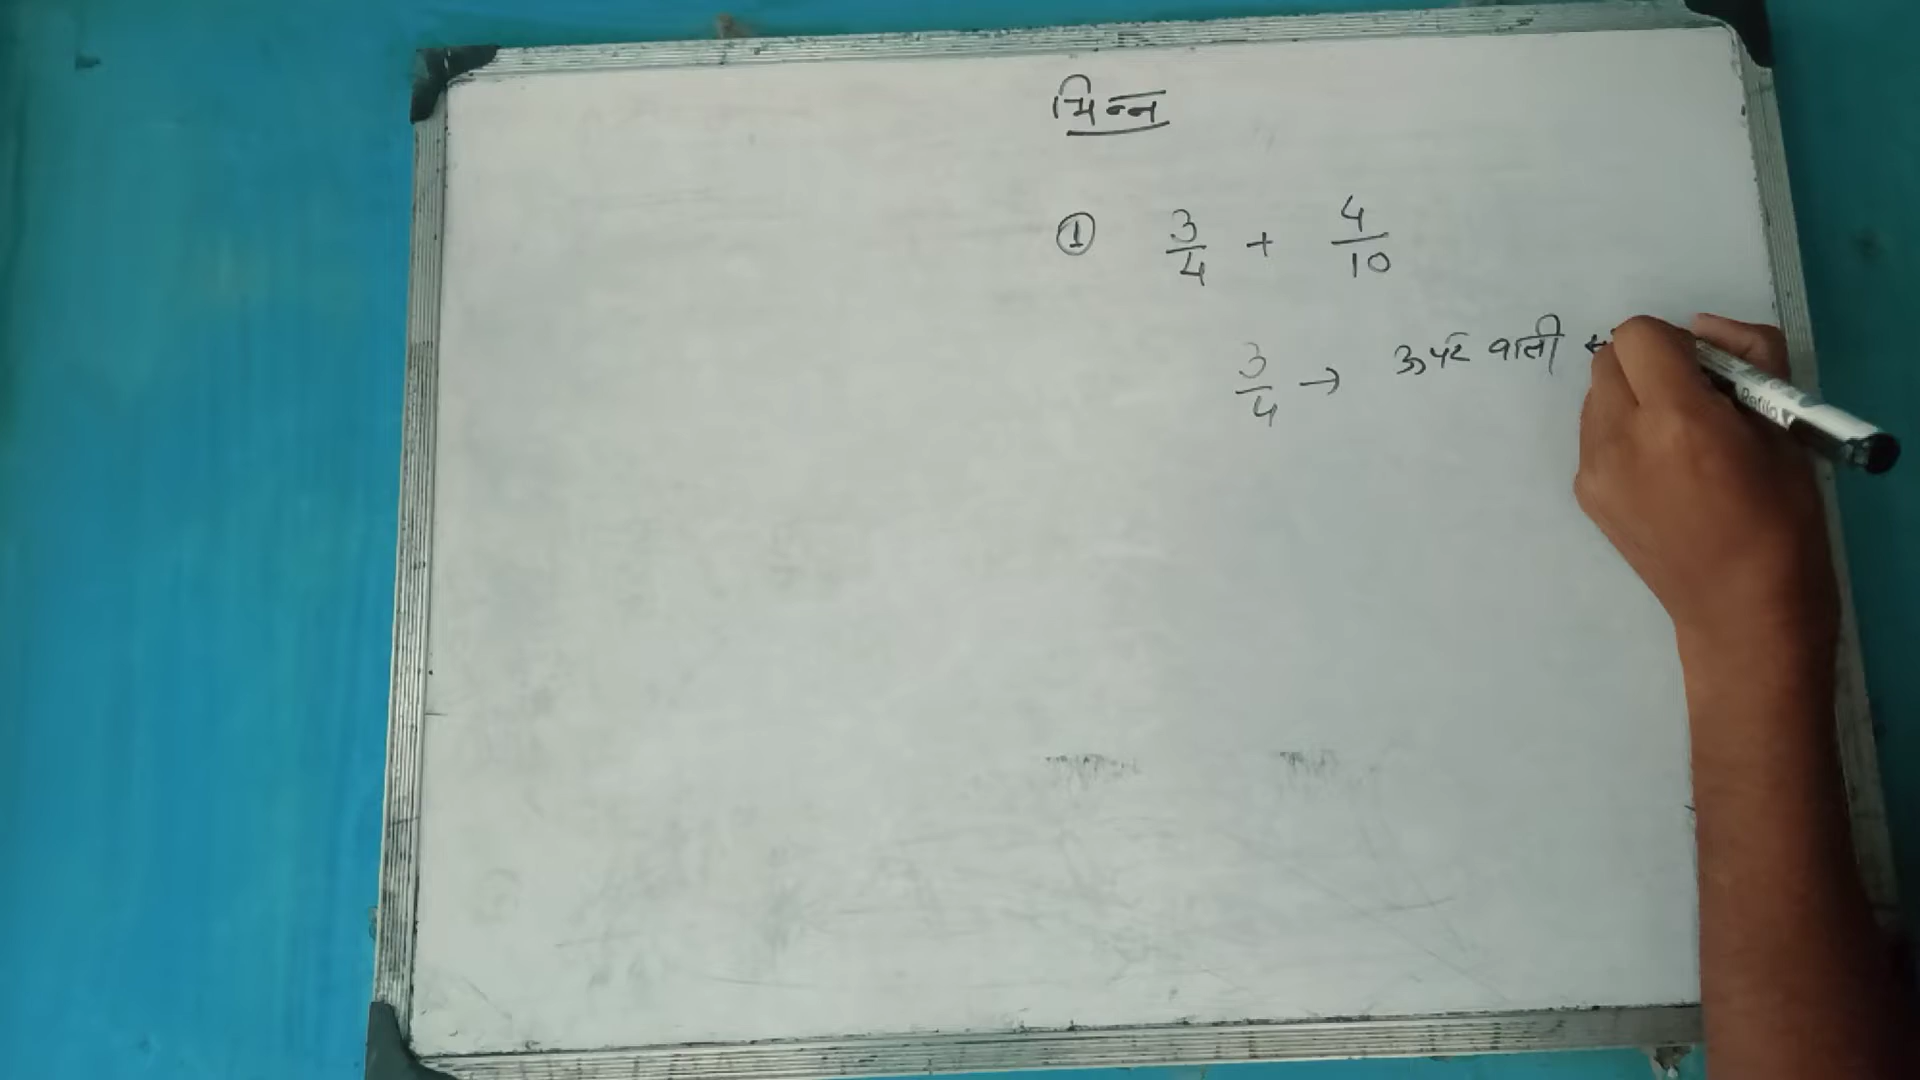 भिन्न
① 3/4 + 4/10
3/4 → ऊपर वाली